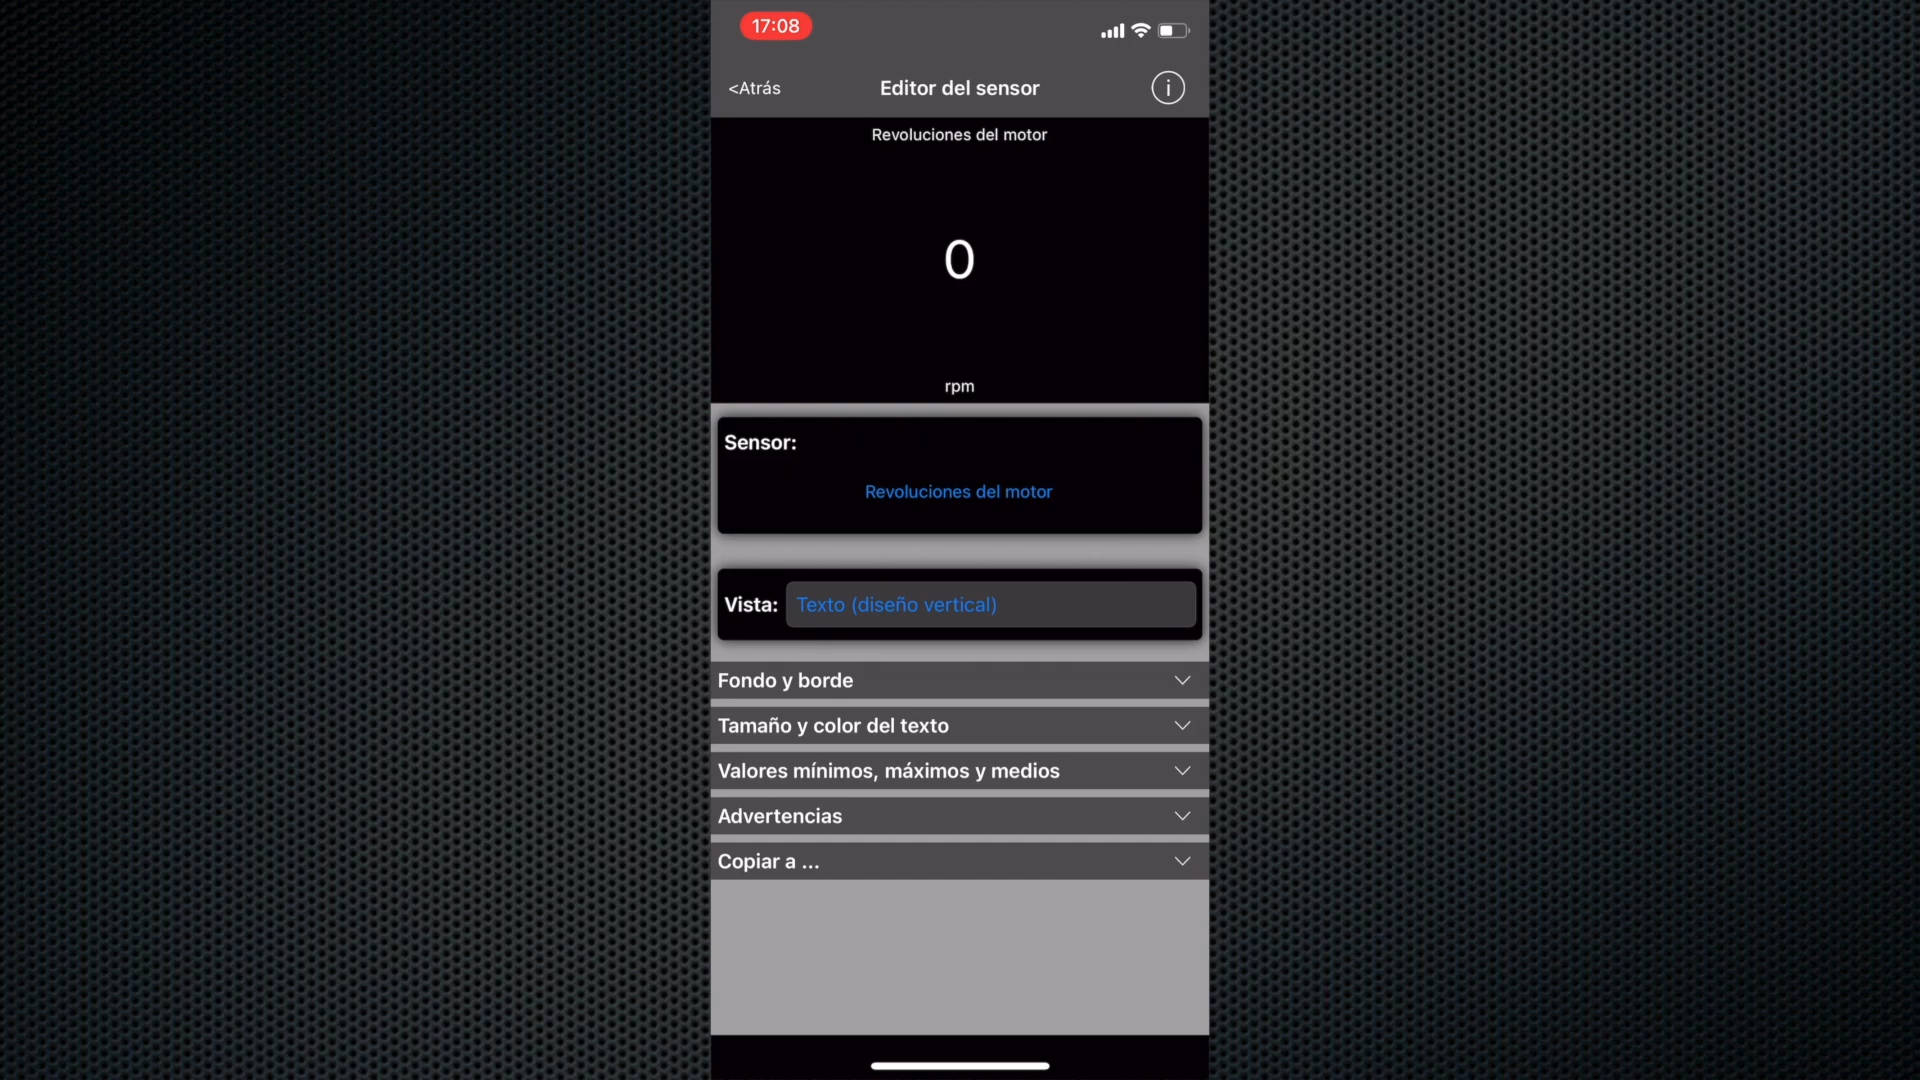 17:08
<Atrás
Editor del sensor
i
Revoluciones del motor
0
rpm
Sensor:
Revoluciones del motor
Vista: Texto (diseño vertical)
Fondo y borde
Tamaño y color del texto
Valores mínimos, máximos y medios
Advertencias
Copiar a ...